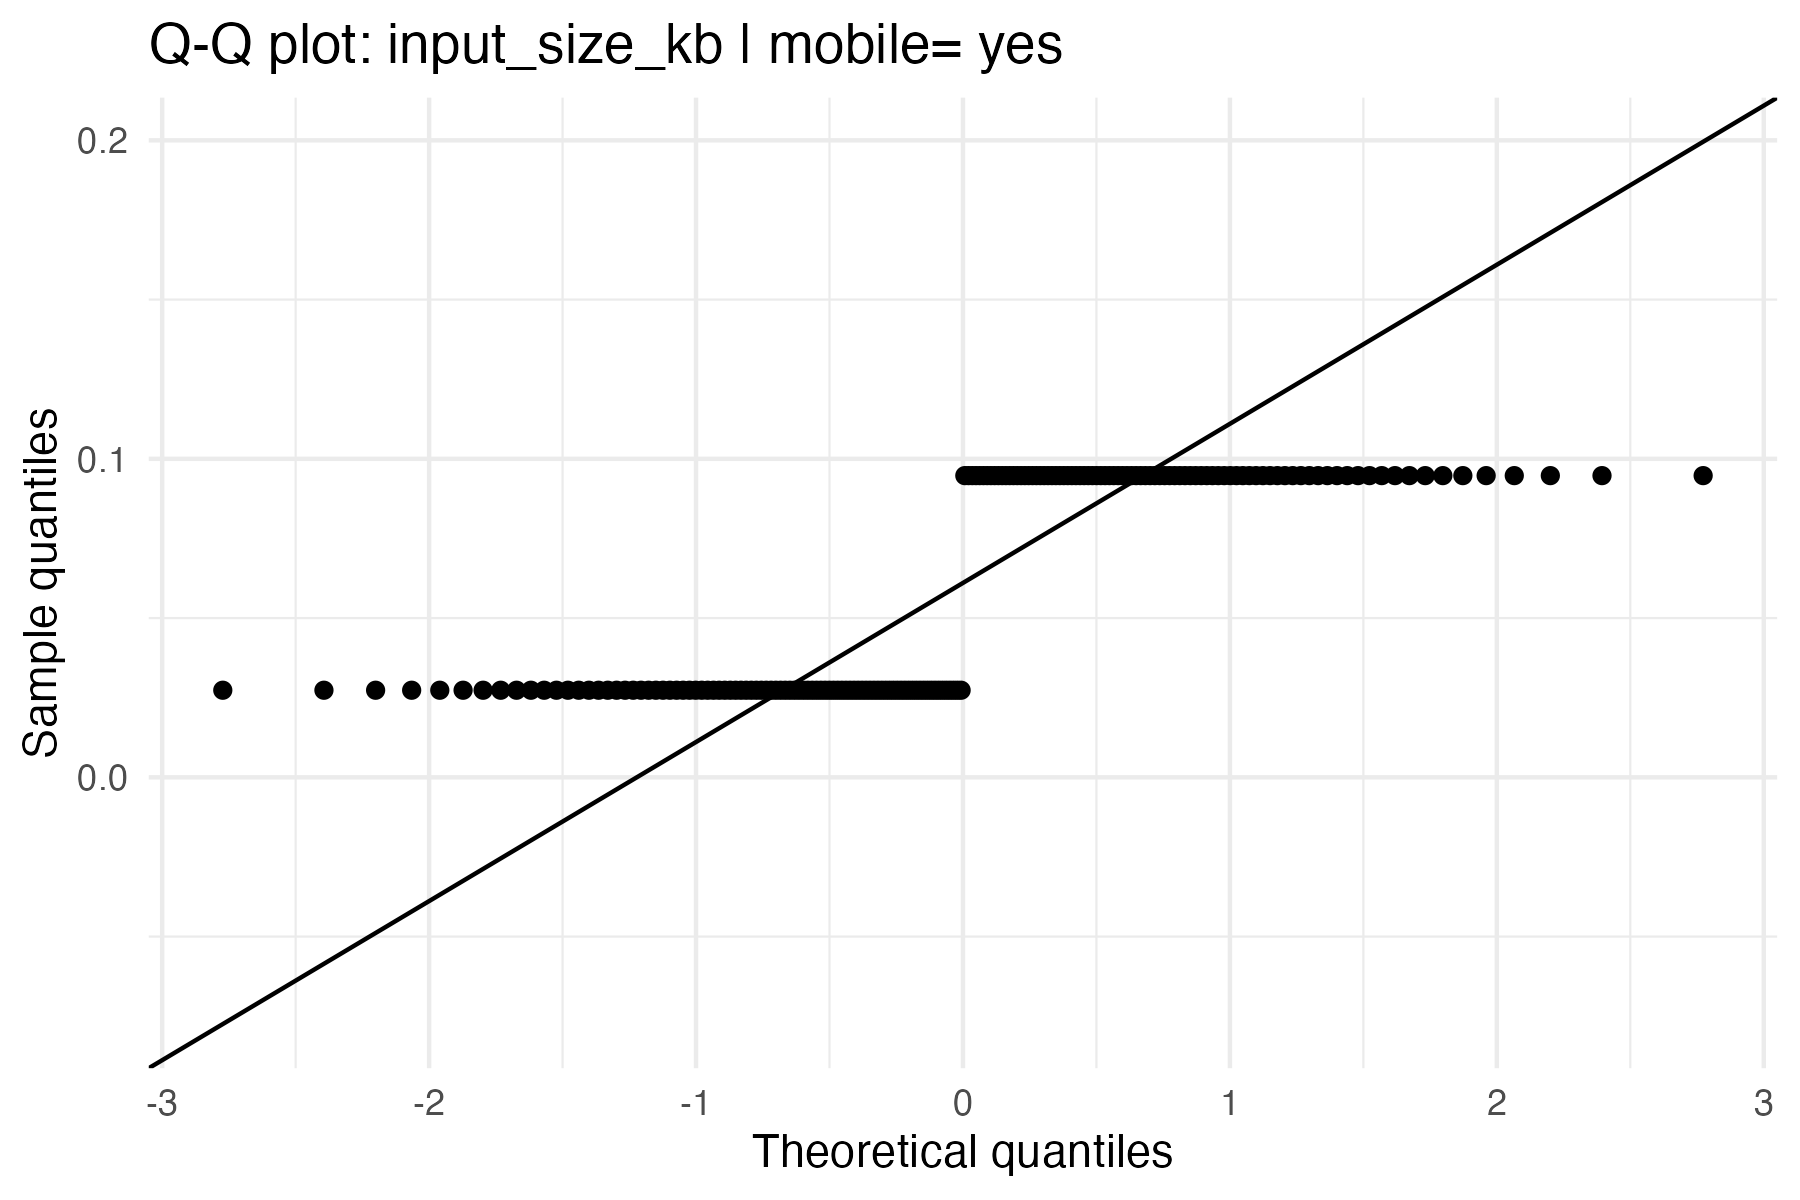 Q-Q plot: input_size_kb | mobile= yes
Sample quantiles
0.2
0.1
0.0
-3 -2 -1 0 1 2 3
Theoretical quantiles